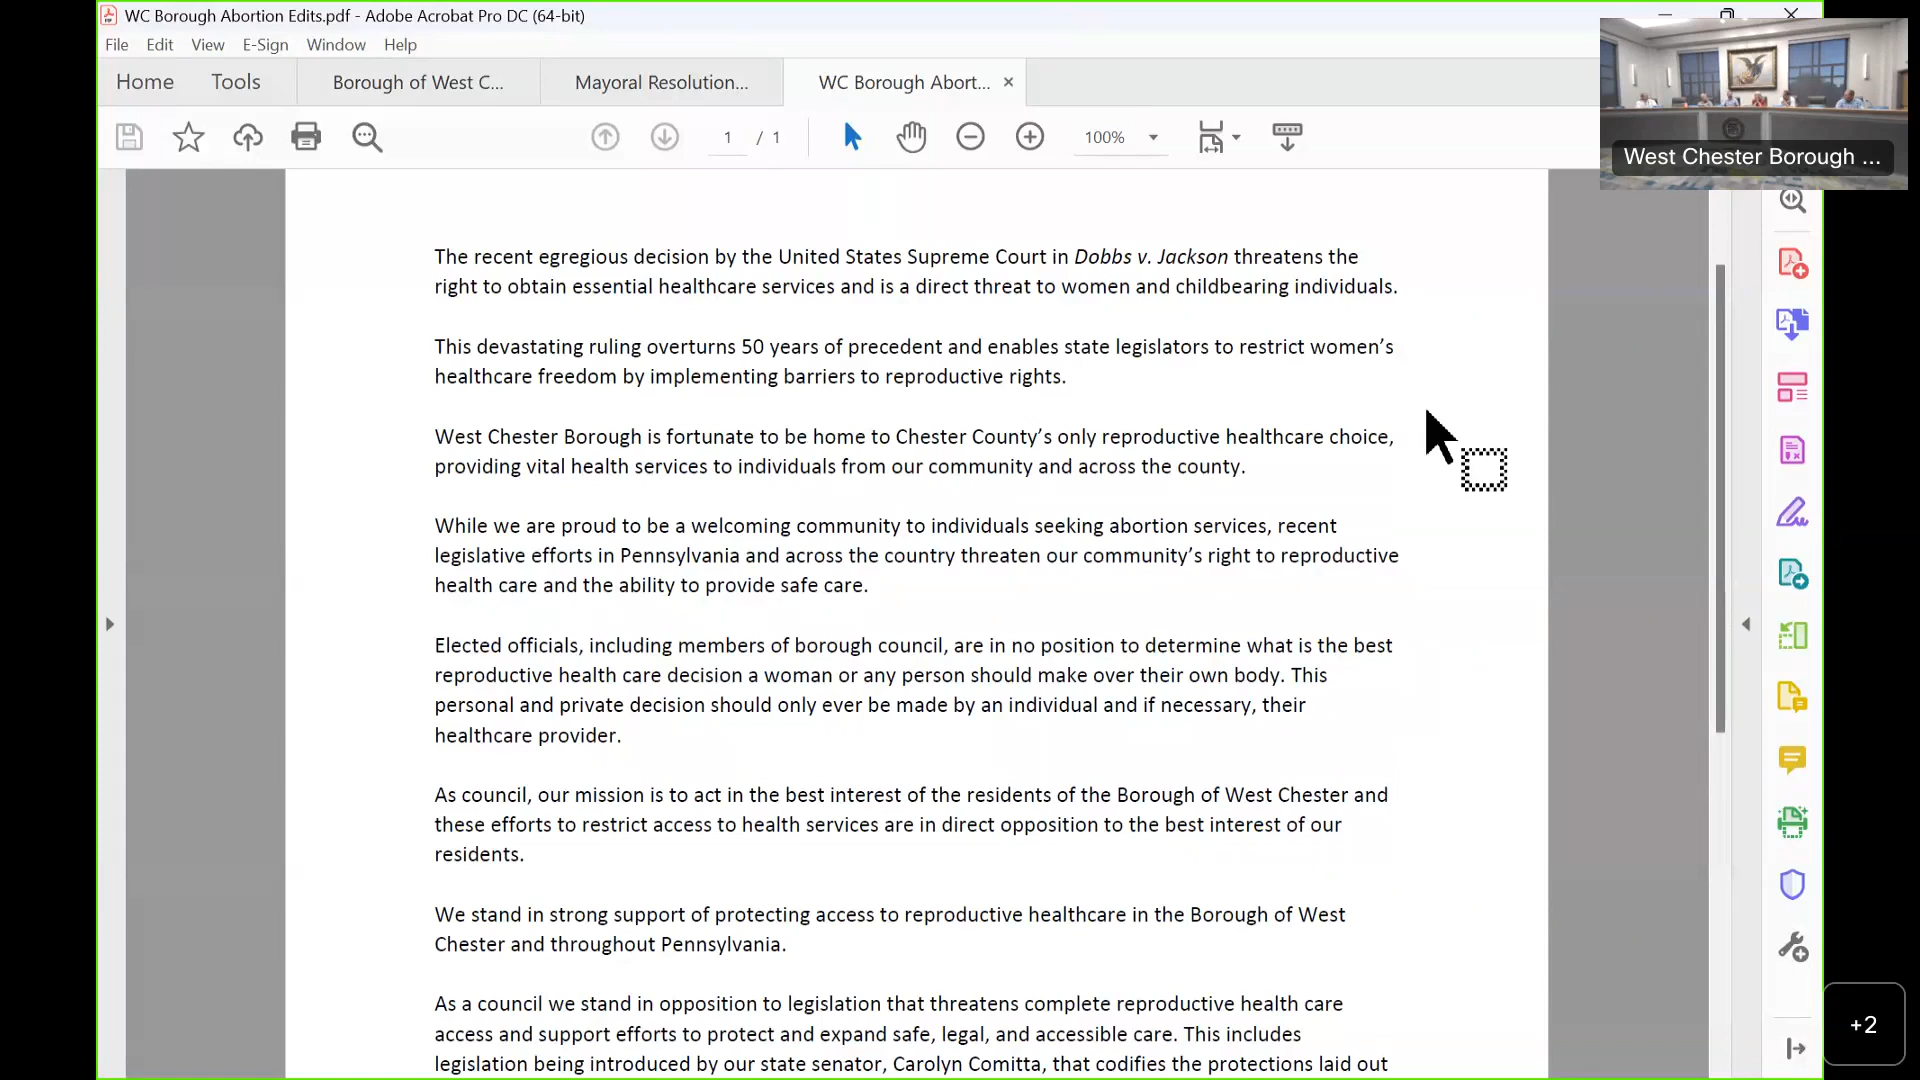 WC Borough Abortion Edits.pdf - Adobe Acrobat Pro DC (64-bit)
File Edit View E-Sign Window Help
Home Tools Borough of West C... Mayoral Resolution... WC Borough Abort... ×
1 / 1 100%
West Chester Borough ...
The recent egregious decision by the United States Supreme Court in Dobbs v. Jackson threatens the
right to obtain essential healthcare services and is a direct threat to women and childbearing individuals.
This devastating ruling overturns 50 years of precedent and enables state legislators to restrict women’s
healthcare freedom by implementing barriers to reproductive rights.
West Chester Borough is fortunate to be home to Chester County’s only reproductive healthcare choice,
providing vital health services to individuals from our community and across the county.
While we are proud to be a welcoming community to individuals seeking abortion services, recent
legislative efforts in Pennsylvania and across the country threaten our community’s right to reproductive
health care and the ability to provide safe care.
Elected officials, including members of borough council, are in no position to determine what is the best
reproductive health care decision a woman or any person should make over their own body. This
personal and private decision should only ever be made by an individual and if necessary, their
healthcare provider.
As council, our mission is to act in the best interest of the residents of the Borough of West Chester and
these efforts to restrict access to health services are in direct opposition to the best interest of our
residents.
We stand in strong support of protecting access to reproductive healthcare in the Borough of West
Chester and throughout Pennsylvania.
As a council we stand in opposition to legislation that threatens complete reproductive health care
access and support efforts to protect and expand safe, legal, and accessible care. This includes
legislation being introduced by our state senator, Carolyn Comitta, that codifies the protections laid out
+2